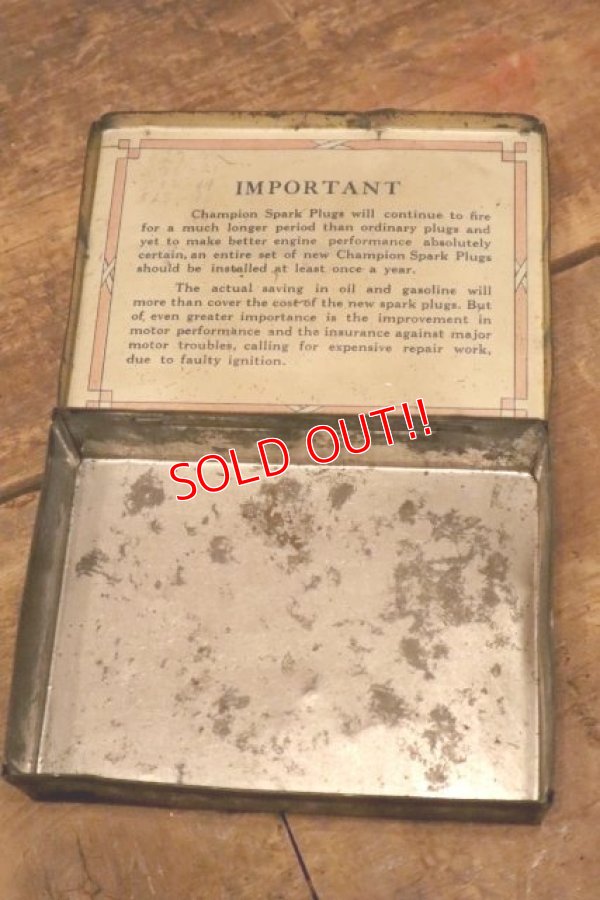 IMPORTANT
Champion Spark Plugs will continue to fire
for a much longer period than ordinary plugs and
yet to make better engine performance absolutely
certain, an entire set of new Champion Spark Plugs
should be installed at least once a year.
The actual saving in oil and gasoline will
more than cover the cost of the new spark plugs. But
of even greater importance is the improvement in
motor performance and the insurance against major
motor troubles, calling for expensive repair work,
due to faulty ignition.
SOLD OUT!!